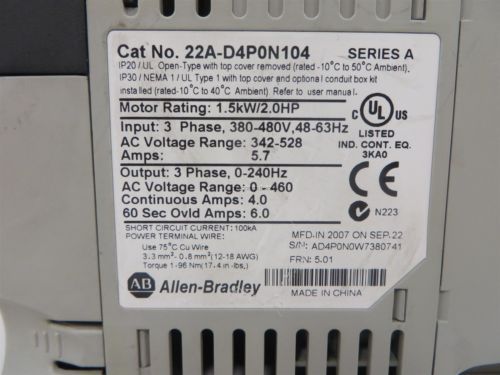 Cat No. 22A-D4P0N104 SERIES A
IP20 / UL Open-Type with top cover removed (rated -10°C to 50°C Ambient).
IP30 / NEMA 1 / UL Type 1 with top cover and optional conduit box kit
installed (rated-10°C to 40°C Ambient). Refer to user manual.
Motor Rating: 1.5kW/2.0HP
Input: 3 Phase, 380-480V,48-63Hz
AC Voltage Range: 342-528
Amps: 5.7
Output: 3 Phase, 0-240Hz
AC Voltage Range: 0 - 460
Continuous Amps: 4.0
60 Sec Ovld Amps: 6.0
C UL US
LISTED
IND. CONT. EQ.
3KA0
CE
N223
SHORT CIRCUIT CURRENT: 100kA
POWER TERMINAL WIRE:
Use 75°C Cu Wire
3.3 mm²- 0.8 mm²(12-18 AWG)
Torque 1-96 Nm(17.4 in-lbs,)
MFD-IN 2007 ON SEP.22
S/N: AD4P0N0W7380741
FRN: 5.01
AB Allen-Bradley
MADE IN CHINA